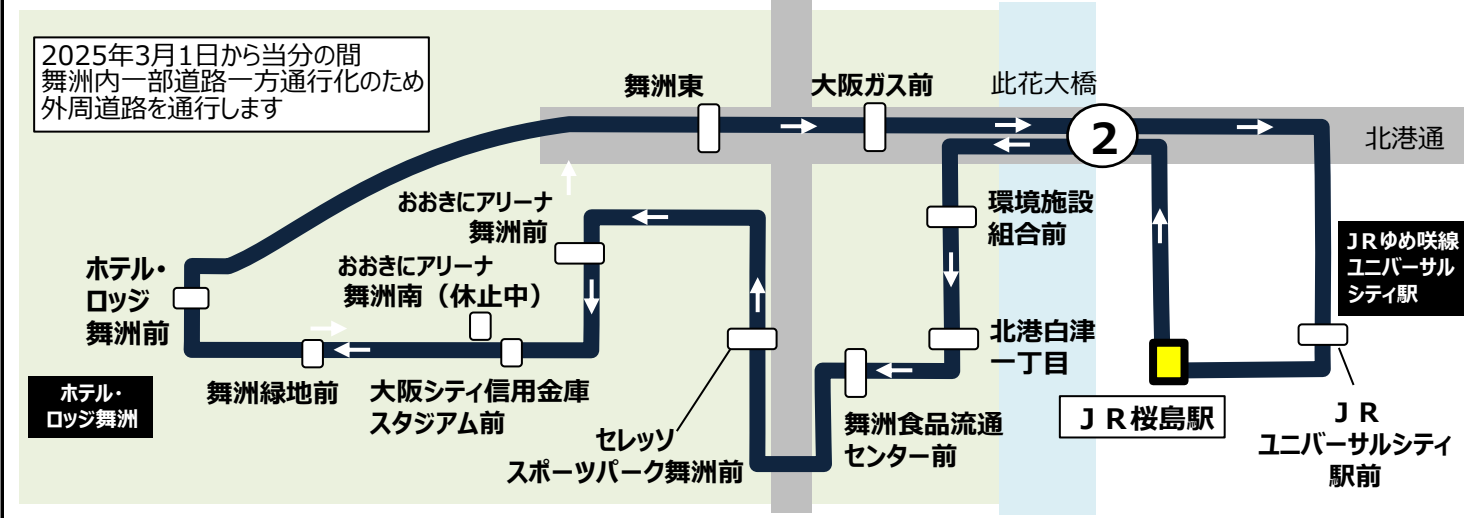 2025年3月1日から当分の間
舞洲内一部道路一方通行化のため
外周道路を通行します
舞洲東
大阪ガス前
此花大橋
2
北港通
おおきにアリーナ
舞洲前
環境施設
組合前
JRゆめ咲線
ユニバーサル
シティ駅
ホテル・
ロッジ
舞洲前
おおきにアリーナ
舞洲南（休止中）
北港白津
一丁目
ホテル・
ロッジ舞洲
舞洲緑地前
大阪シティ信用金庫
スタジアム前
セレッソ
スポーツパーク舞洲前
舞洲食品流通
センター前
ＪＲ桜島駅
ＪＲ
ユニバーサルシティ
駅前